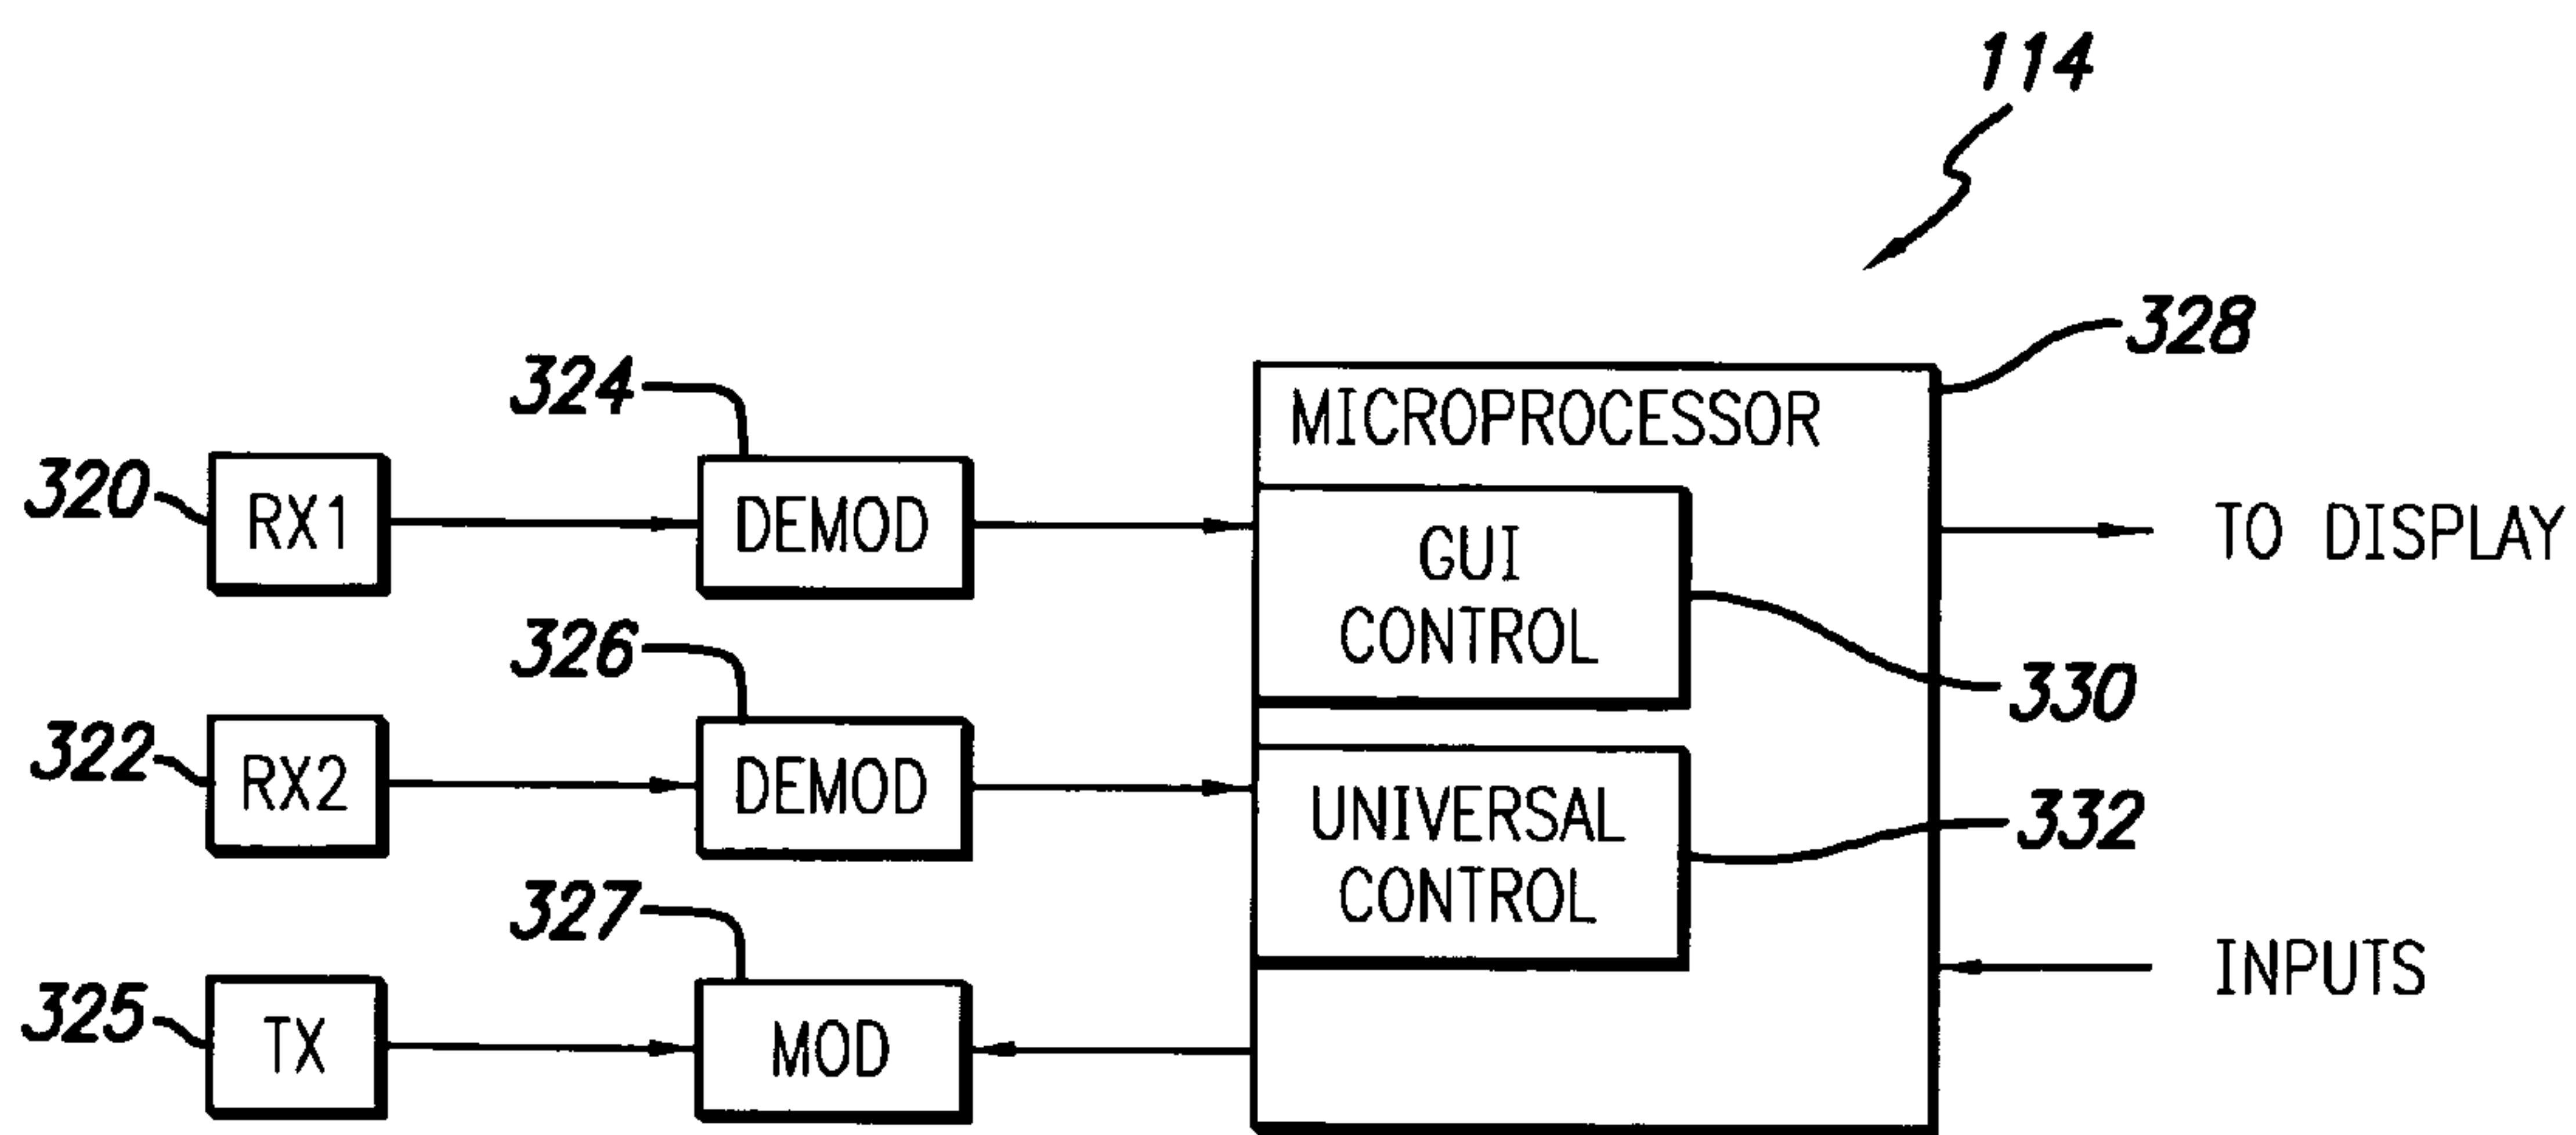 114
328
324
MICROPROCESSOR
320
RX1
DEMOD
GUI
CONTROL
TO DISPLAY
330
326
322
RX2
DEMOD
UNIVERSAL
CONTROL
332
327
325
TX
MOD
INPUTS